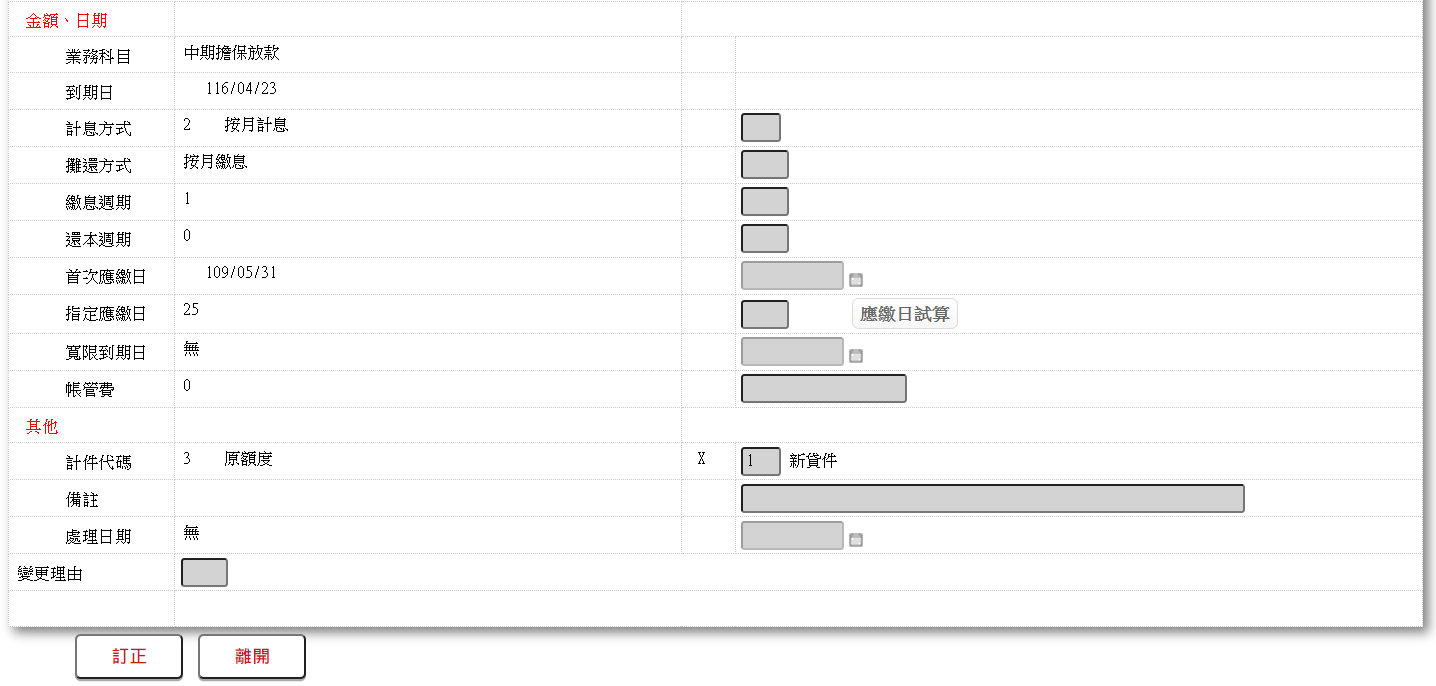 金額、日期
業務科目 中期擔保放款
到期日 116/04/23
計息方式 2 按月計息
攤還方式 按月繳息
繳息週期 1
還本週期 0
首次應繳日 109/05/31
指定應繳日 25 應繳日試算
寬限到期日 無
帳管費 0
其他
計件代碼 3 原額度 X 1 新貸件
備註
處理日期 無
變更理由
訂正 離開